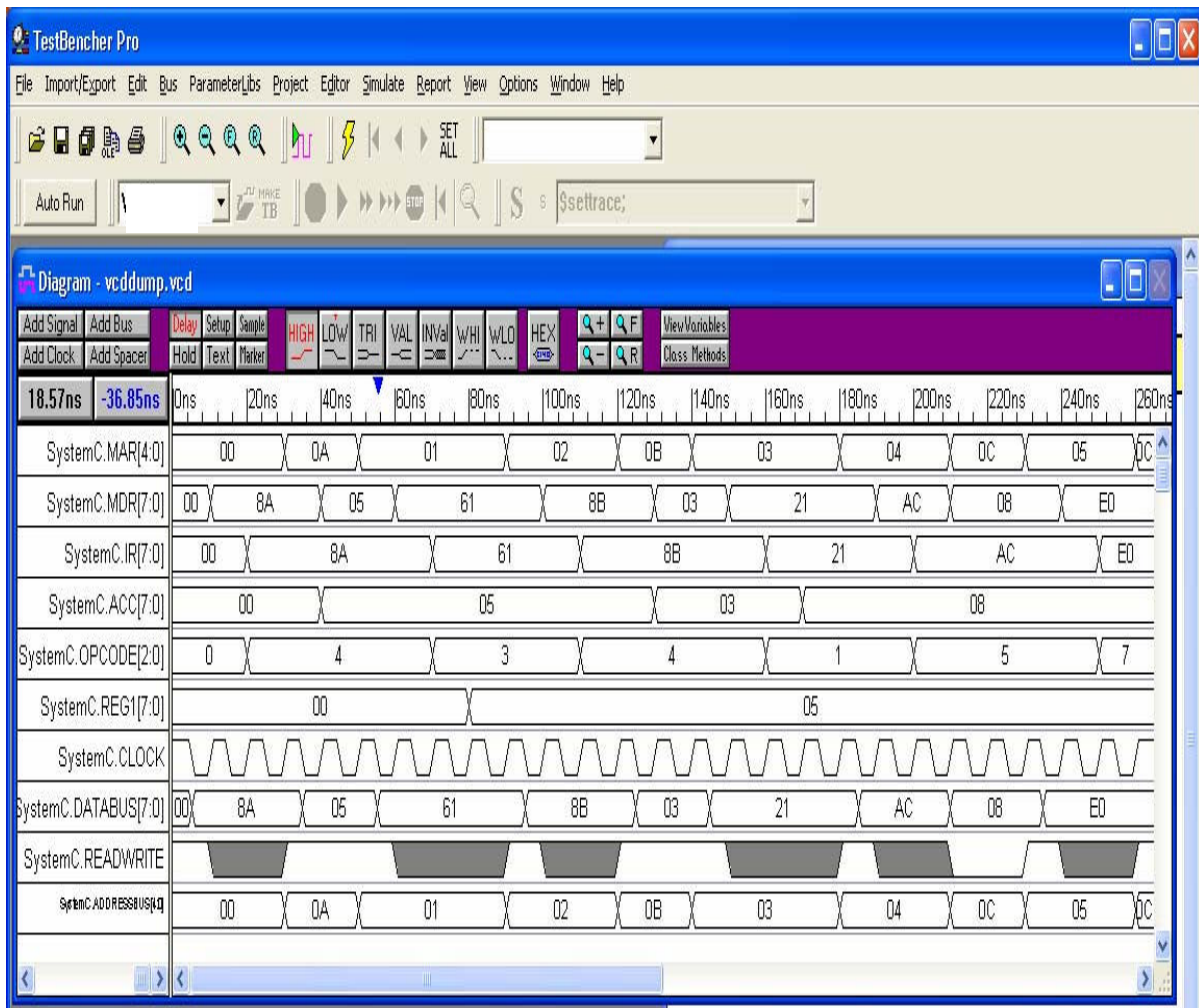 TestBencher Pro
File Import/Export Edit Bus ParameterLibs Project Editor Simulate Report View Options Window Help
OLE SET ALL
Auto Run \ MAKE TB STOP S s $settrace;
Diagram - vcddump.vcd
Add Signal Add Bus Delay Setup Sample HIGH LOW TRI VAL INVal WHI WLO HEX + F View Variables
Add Clock Add Spacer Hold Text Marker - R Class Methods
18.57ns -36.85ns 0ns 20ns 40ns 60ns 80ns 100ns 120ns 140ns 160ns 180ns 200ns 220ns 240ns 260ns
SystemC.MAR[4:0] 00 0A 01 02 0B 03 04 0C 05 0C
SystemC.MDR[7:0] 00 8A 05 61 8B 03 21 AC 08 E0
SystemC.IR[7:0] 00 8A 61 8B 21 AC E0
SystemC.ACC[7:0] 00 05 03 08
SystemC.OPCODE[2:0] 0 4 3 4 1 5 7
SystemC.REG1[7:0] 00 05
SystemC.CLOCK
SystemC.DATABUS[7:0] 00 8A 05 61 8B 03 21 AC 08 E0
SystemC.READWRITE
SystemC.ADDRESSBUS[4:0] 00 0A 01 02 0B 03 04 0C 05 0C